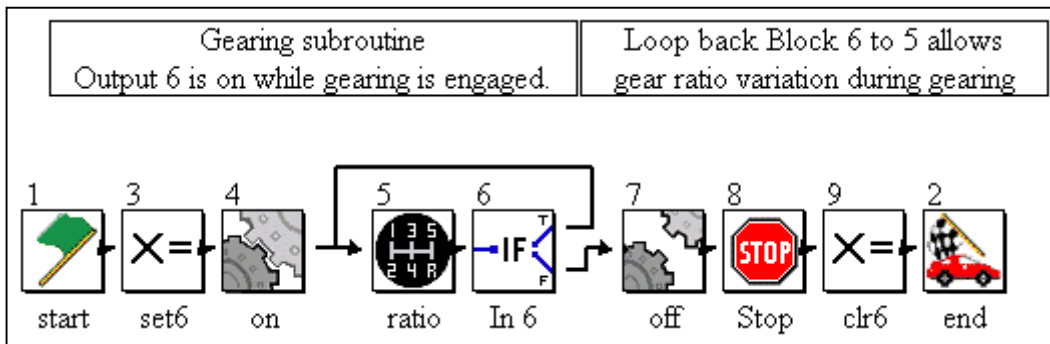 Gearing subroutine
Output 6 is on while gearing is engaged.
Loop back Block 6 to 5 allows
gear ratio variation during gearing
1 3 4 5 6 7 8 9 2
X= 1 3 5 2 4 R IF T F STOP X=
start set6 on ratio In 6 off Stop clr6 end